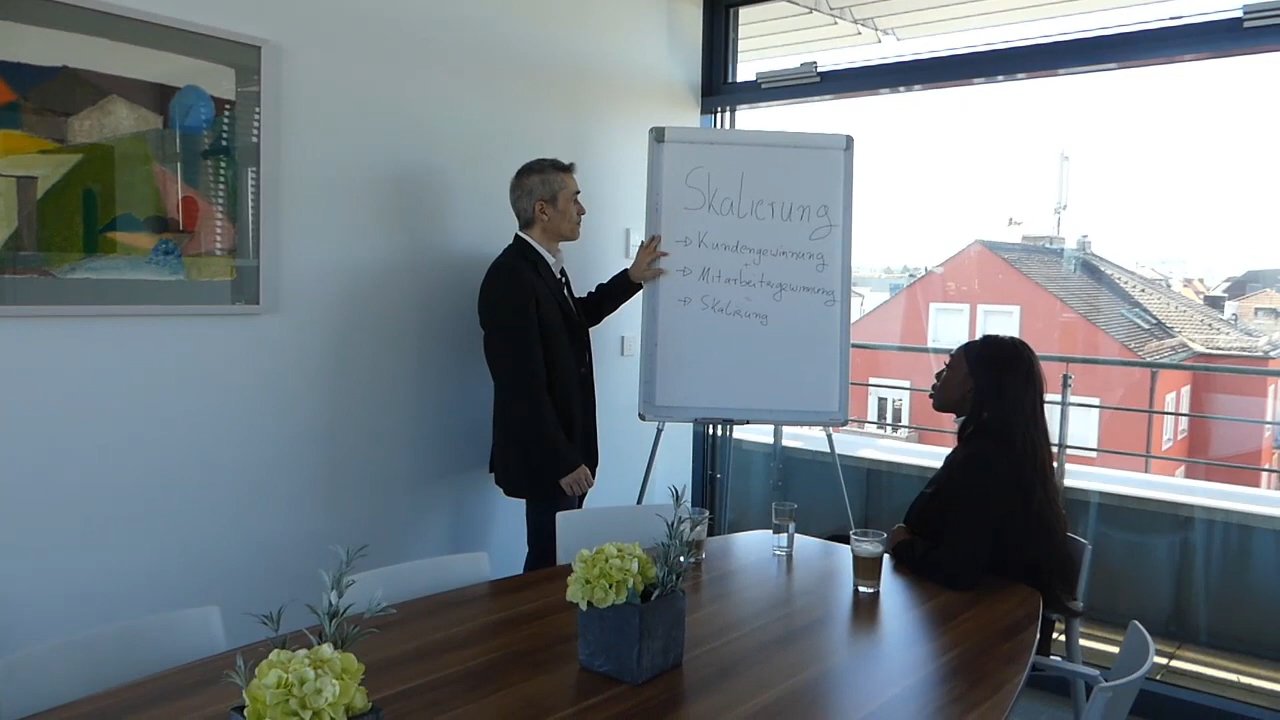 Skalierung
→ Kundengewinnung
+
→ Mitarbeitergewinnung
=
→ Skalierung